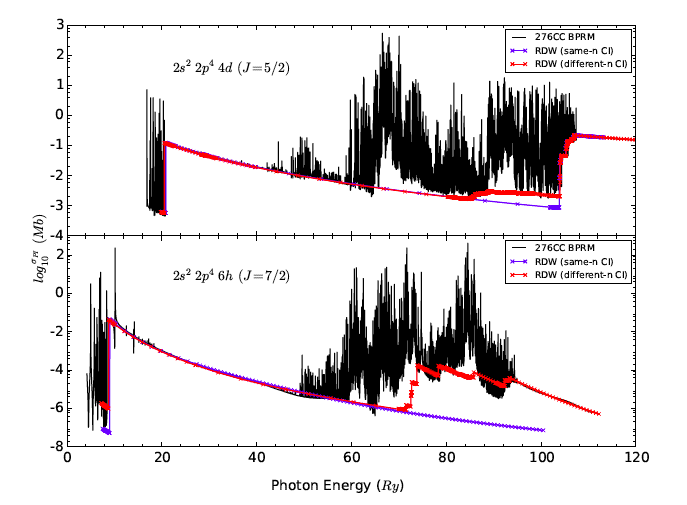 3
2
1
0
-1
-2
-3
-4
2s² 2p⁴ 4d (J=5/2)
276CC BPRM
RDW (same-n CI)
RDW (different-n CI)
log₁₀ σ_PI (Mb)
2
0
-2
-4
-6
-8
2s² 2p⁴ 6h (J=7/2)
276CC BPRM
RDW (same-n CI)
RDW (different-n CI)
0 20 40 60 80 100 120
Photon Energy (Ry)